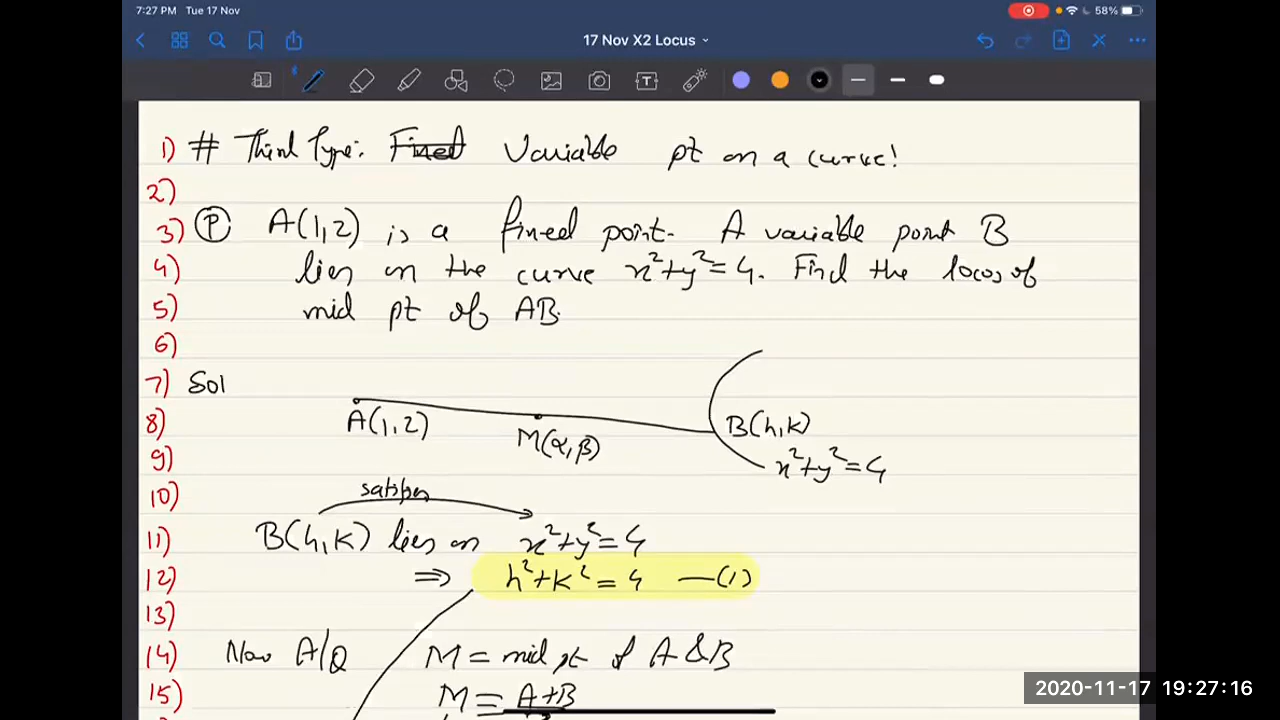 7:27 PM Tue 17 Nov
58%
17 Nov X2 Locus
1) # Third Type: Fixed Variable pt on a curve!
2)
3) P A(1,2) is a fixed point. A variable point B
4) lies on the curve x²+y²=4. Find the locus of
5) mid pt of AB.
6)
7) Sol
8) A(1,2) M(α,β) B(h,k)
9) x²+y²=4
10) satisfies
11) B(h,k) lies on x²+y²=4
12) ⇒ h²+k²=4 —(1)
13)
14) Now A/Q M = mid pt of A & B
15) M = A+B
2020-11-17 19:27:16